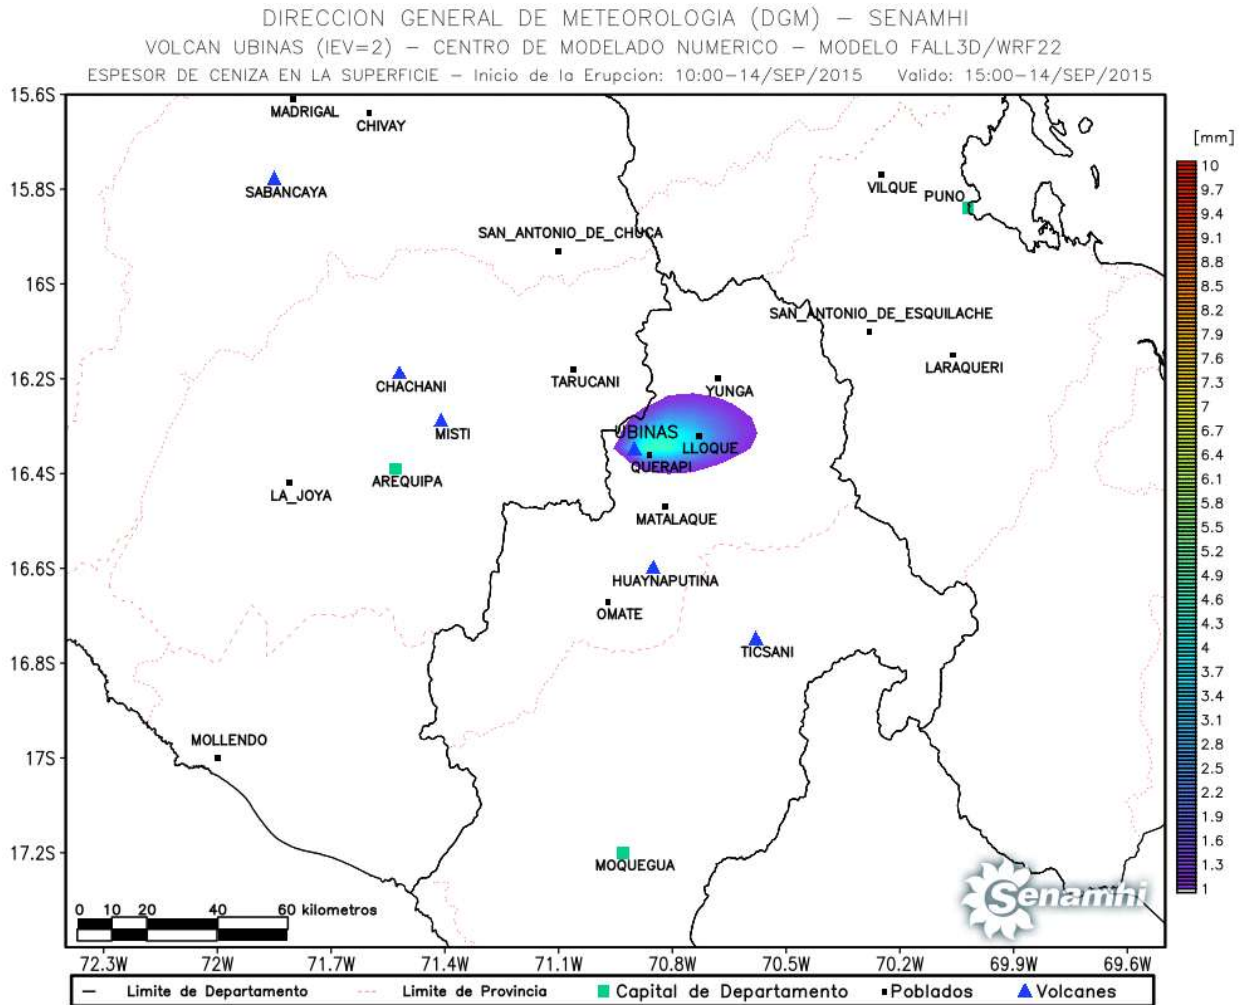 DIRECCION GENERAL DE METEOROLOGIA (DGM) – SENAMHI
VOLCAN UBINAS (IEV=2) – CENTRO DE MODELADO NUMERICO – MODELO FALL3D/WRF22
ESPESOR DE CENIZA EN LA SUPERFICIE – Inicio de la Erupcion: 10:00–14/SEP/2015 Valido: 15:00–14/SEP/2015
15.6S
15.8S
16S
16.2S
16.4S
16.6S
16.8S
17S
17.2S
MADRIGAL
CHIVAY
SABANCAYA
VILQUE
PUNO
SAN_ANTONIO_DE_CHUCA
SAN_ANTONIO_DE_ESQUILACHE
LARAQUERI
CHACHANI
TARUCANI
YUNGA
MISTI
UBINAS
LLOQUE
QUERAPI
AREQUIPA
LA_JOYA
MATALAQUE
HUAYNAPUTINA
OMATE
TICSANI
MOLLENDO
MOQUEGUA
Senamhi
0 10 20 40 60 kilometros
72.3W 72W 71.7W 71.4W 71.1W 70.8W 70.5W 70.2W 69.9W 69.6W
[mm]
10
9.7
9.4
9.1
8.8
8.5
8.2
7.9
7.6
7.3
7
6.7
6.4
6.1
5.8
5.5
5.2
4.9
4.6
4.3
4
3.7
3.4
3.1
2.8
2.5
2.2
1.9
1.6
1.3
1
Limite de Departamento Limite de Provincia Capital de Departamento Poblados Volcanes